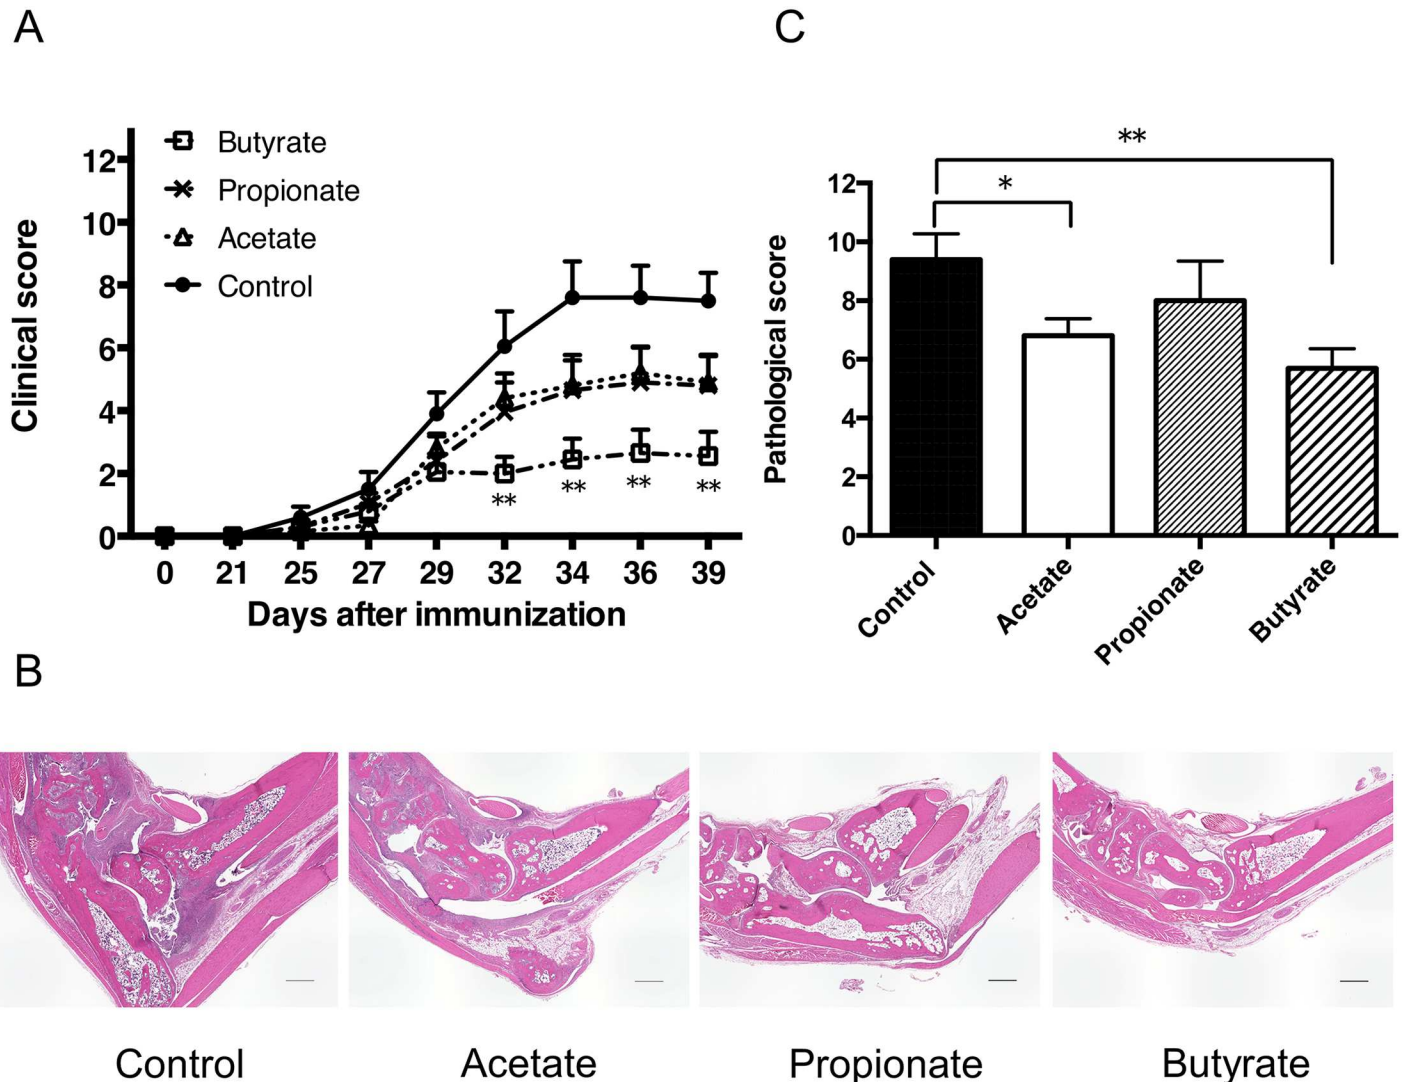 A
C
Butyrate
Propionate
Acetate
Control
Clinical score
12
10
8
6
4
2
0
** ** ** **
0 21 25 27 29 32 34 36 39
Days after immunization
**
*
Pathological score
12
10
8
6
4
2
0
Control Acetate Propionate Butyrate
B
Control Acetate Propionate Butyrate